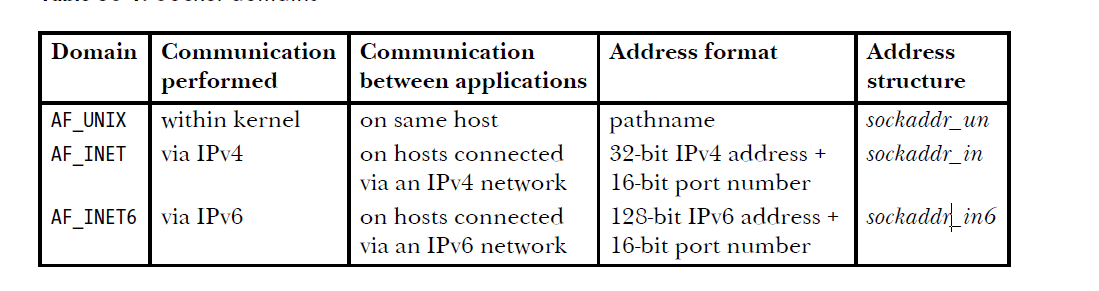 Domain Communication performed Communication between applications Address format Address structure
AF_UNIX within kernel on same host pathname sockaddr_un
AF_INET via IPv4 on hosts connected via an IPv4 network 32-bit IPv4 address + 16-bit port number sockaddr_in
AF_INET6 via IPv6 on hosts connected via an IPv6 network 128-bit IPv6 address + 16-bit port number sockaddr_in6